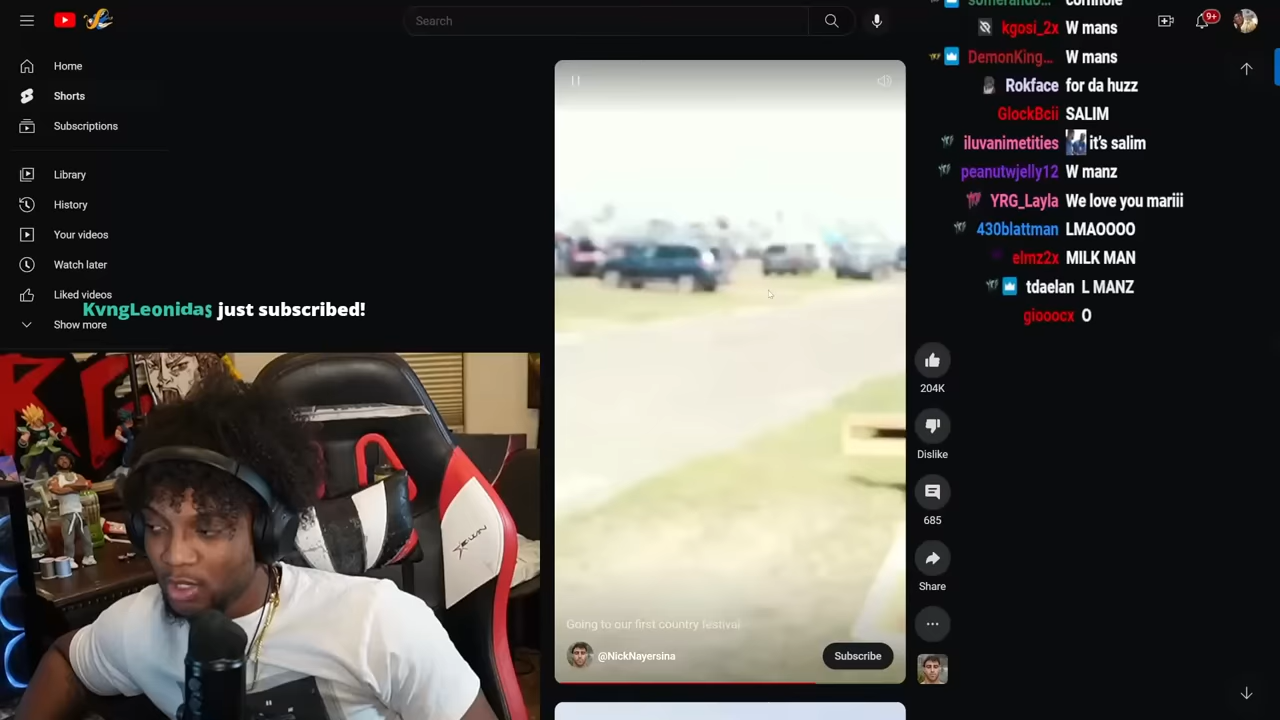 Search
9+
Home
Shorts
Subscriptions
Library
History
Your videos
Watch later
Liked videos
Show more
KvngLeonidas just subscribed!
Going to our first country festival
@NickNayersina
Subscribe
204K
Dislike
685
Share
kgosi_2x W mans
DemonKing... W mans
Rokface for da huzz
GlockBcii SALIM
iluvanimetities it's salim
peanutwjelly12 W manz
YRG_Layla We love you mariii
430blattman LMAOOOO
elmz2x MILK MAN
tdaelan L MANZ
giooocx O